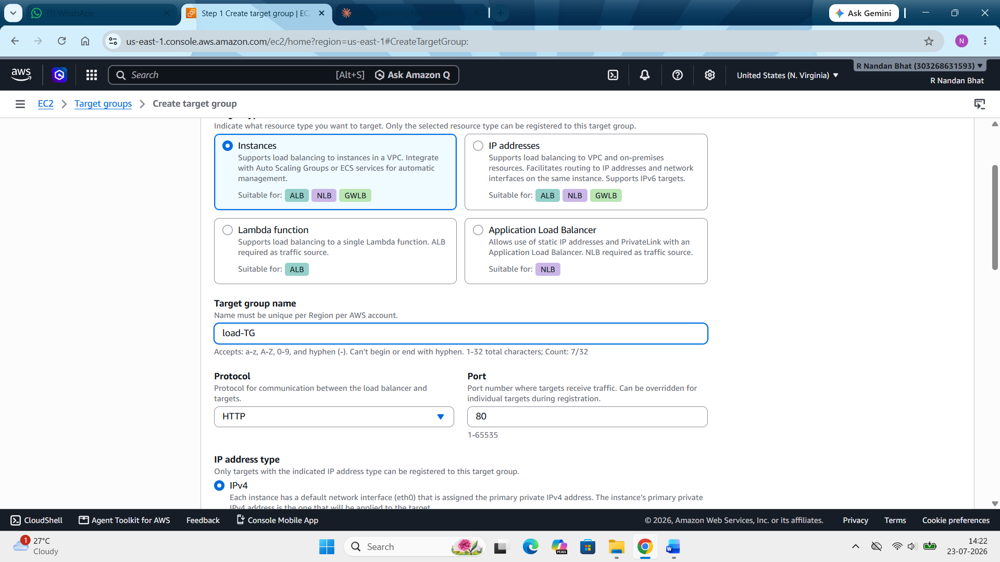 (1) WhatsApp
Step 1 Create target group | EC
Ask Gemini
us-east-1.console.aws.amazon.com/ec2/home?region=us-east-1#CreateTargetGroup:
N
aws
Search
[Alt+S]
Ask Amazon Q
United States (N. Virginia)
R Nandan Bhat (303268631593)
R Nandan Bhat
EC2
Target groups
Create target group
Indicate what resource type you want to target. Only the selected resource type can be registered to this target group.
Instances
Supports load balancing to instances in a VPC. Integrate
with Auto Scaling Groups or ECS services for automatic
management.
Suitable for: ALB NLB GWLB
IP addresses
Supports load balancing to VPC and on-premises
resources. Facilitates routing to IP addresses and network
interfaces on the same instance. Supports IPv6 targets.
Suitable for: ALB NLB GWLB
Lambda function
Supports load balancing to a single Lambda function. ALB
required as traffic source.
Suitable for: ALB
Application Load Balancer
Allows use of static IP addresses and PrivateLink with an
Application Load Balancer. NLB required as traffic source.
Suitable for: NLB
Target group name
Name must be unique per Region per AWS account.
load-TG
Accepts: a-z, A-Z, 0-9, and hyphen (-). Can't begin or end with hyphen. 1-32 total characters; Count: 7/32
Protocol
Protocol for communication between the load balancer and
targets.
HTTP
Port
Port number where targets receive traffic. Can be overridden for
individual targets during registration.
80
1-65535
IP address type
Only targets with the indicated IP address type can be registered to this target group.
IPv4
Each instance has a default network interface (eth0) that is assigned the primary private IPv4 address. The instance's primary private
IPv4 address is the one that will be applied to the target.
CloudShell
Agent Toolkit for AWS
Feedback
Console Mobile App
© 2026, Amazon Web Services, Inc. or its affiliates.
Privacy
Terms
Cookie preferences
1
27°C
Cloudy
Search
M365
W
14:22
23-07-2026